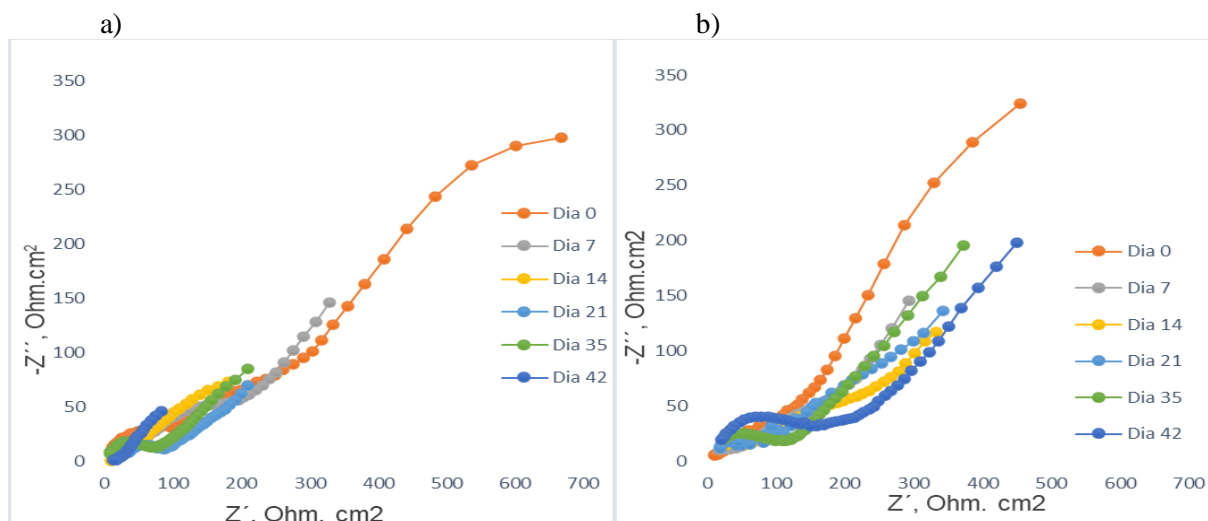 a)
350
300
250
200
150
100
50
0
-Z´´, Ohm.cm²
0 100 200 300 400 500 600 700
Z´, Ohm. cm2
Dia 0
Dia 7
Dia 14
Dia 21
Dia 35
Dia 42
b)
350
300
250
200
150
100
50
0
-Z´´, Ohm.cm2
0 100 200 300 400 500 600 700
Z´, Ohm. cm2
Dia 0
Dia 7
Dia 14
Dia 21
Dia 35
Dia 42